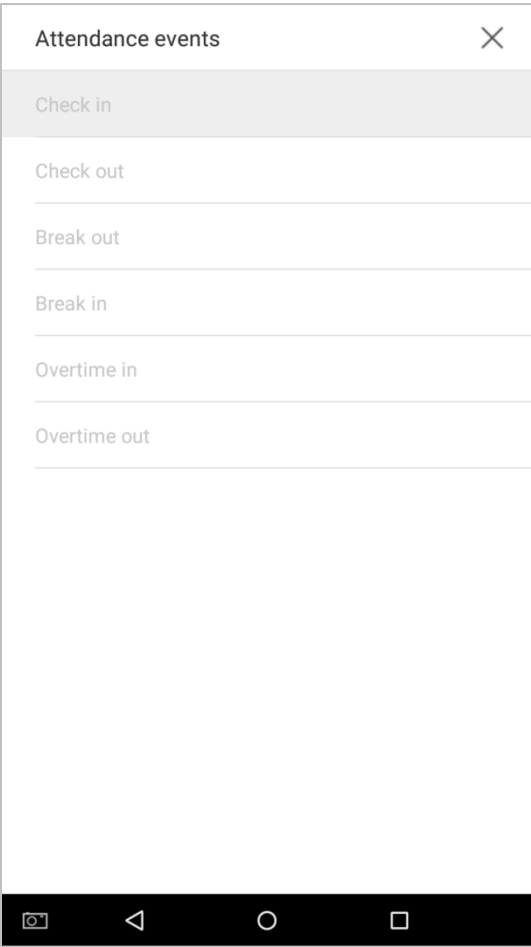 Attendance events
Check in
Check out
Break out
Break in
Overtime in
Overtime out